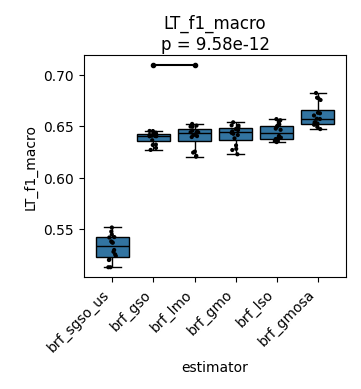 LT_f1_macro
p = 9.58e-12
LT_f1_macro
0.70
0.65
0.60
0.55
brf_sgso_us
brf_gso
brf_lmo
brf_gmo
brf_lso
brf_gmosa
estimator